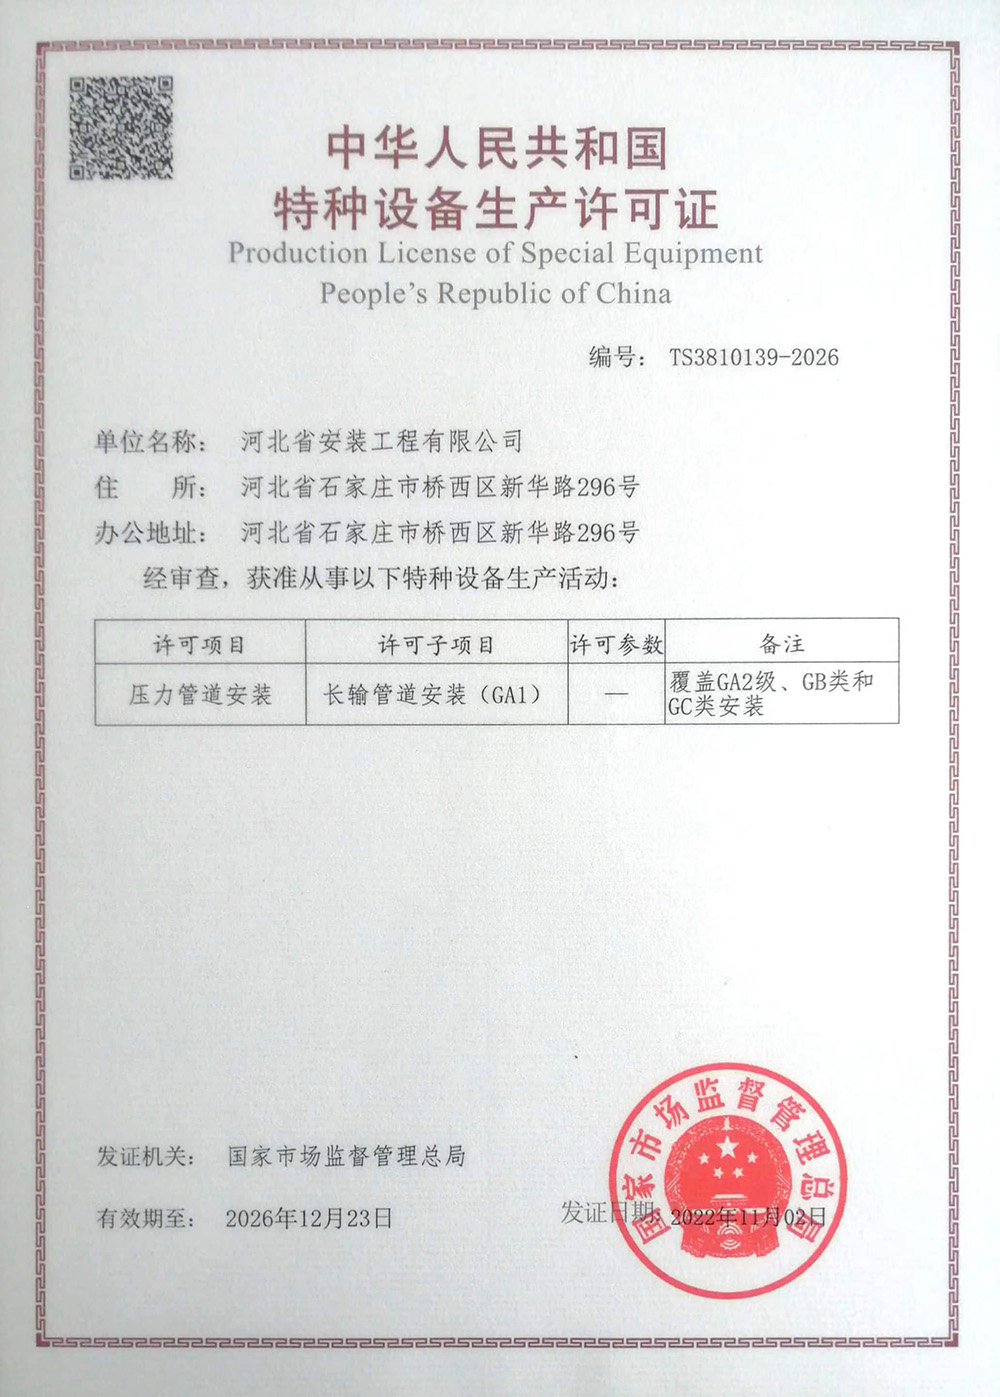 中华人民共和国
特种设备生产许可证
Production License of Special Equipment
People's Republic of China
编号： TS3810139-2026
单位名称： 河北省安装工程有限公司
住 所： 河北省石家庄市桥西区新华路296号
办公地址： 河北省石家庄市桥西区新华路296号
经审查，获准从事以下特种设备生产活动：
许可项目 许可子项目 许可参数 备注
压力管道安装 长输管道安装（GA1） — 覆盖GA2级、GB类和
GC类安装
国家市场监督管理总局
发证机关： 国家市场监督管理总局
有效期至： 2026年12月23日
发证日期： 2022年11月02日